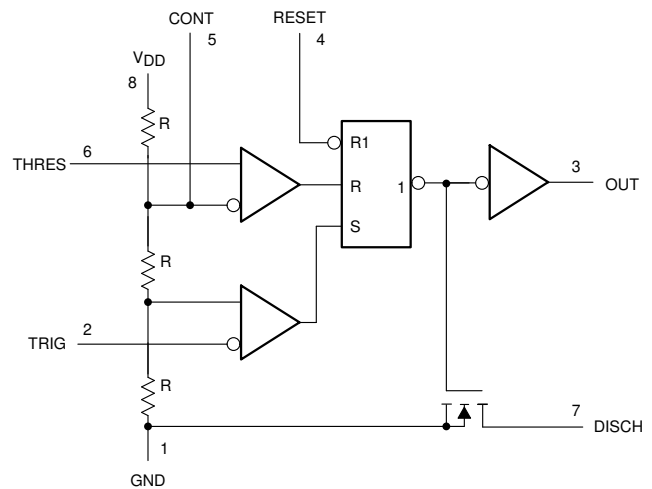 CONT
5
RESET
4
VDD
8
R
THRES
6
R1
R
1
S
3
OUT
R
2
TRIG
R
7
DISCH
1
GND